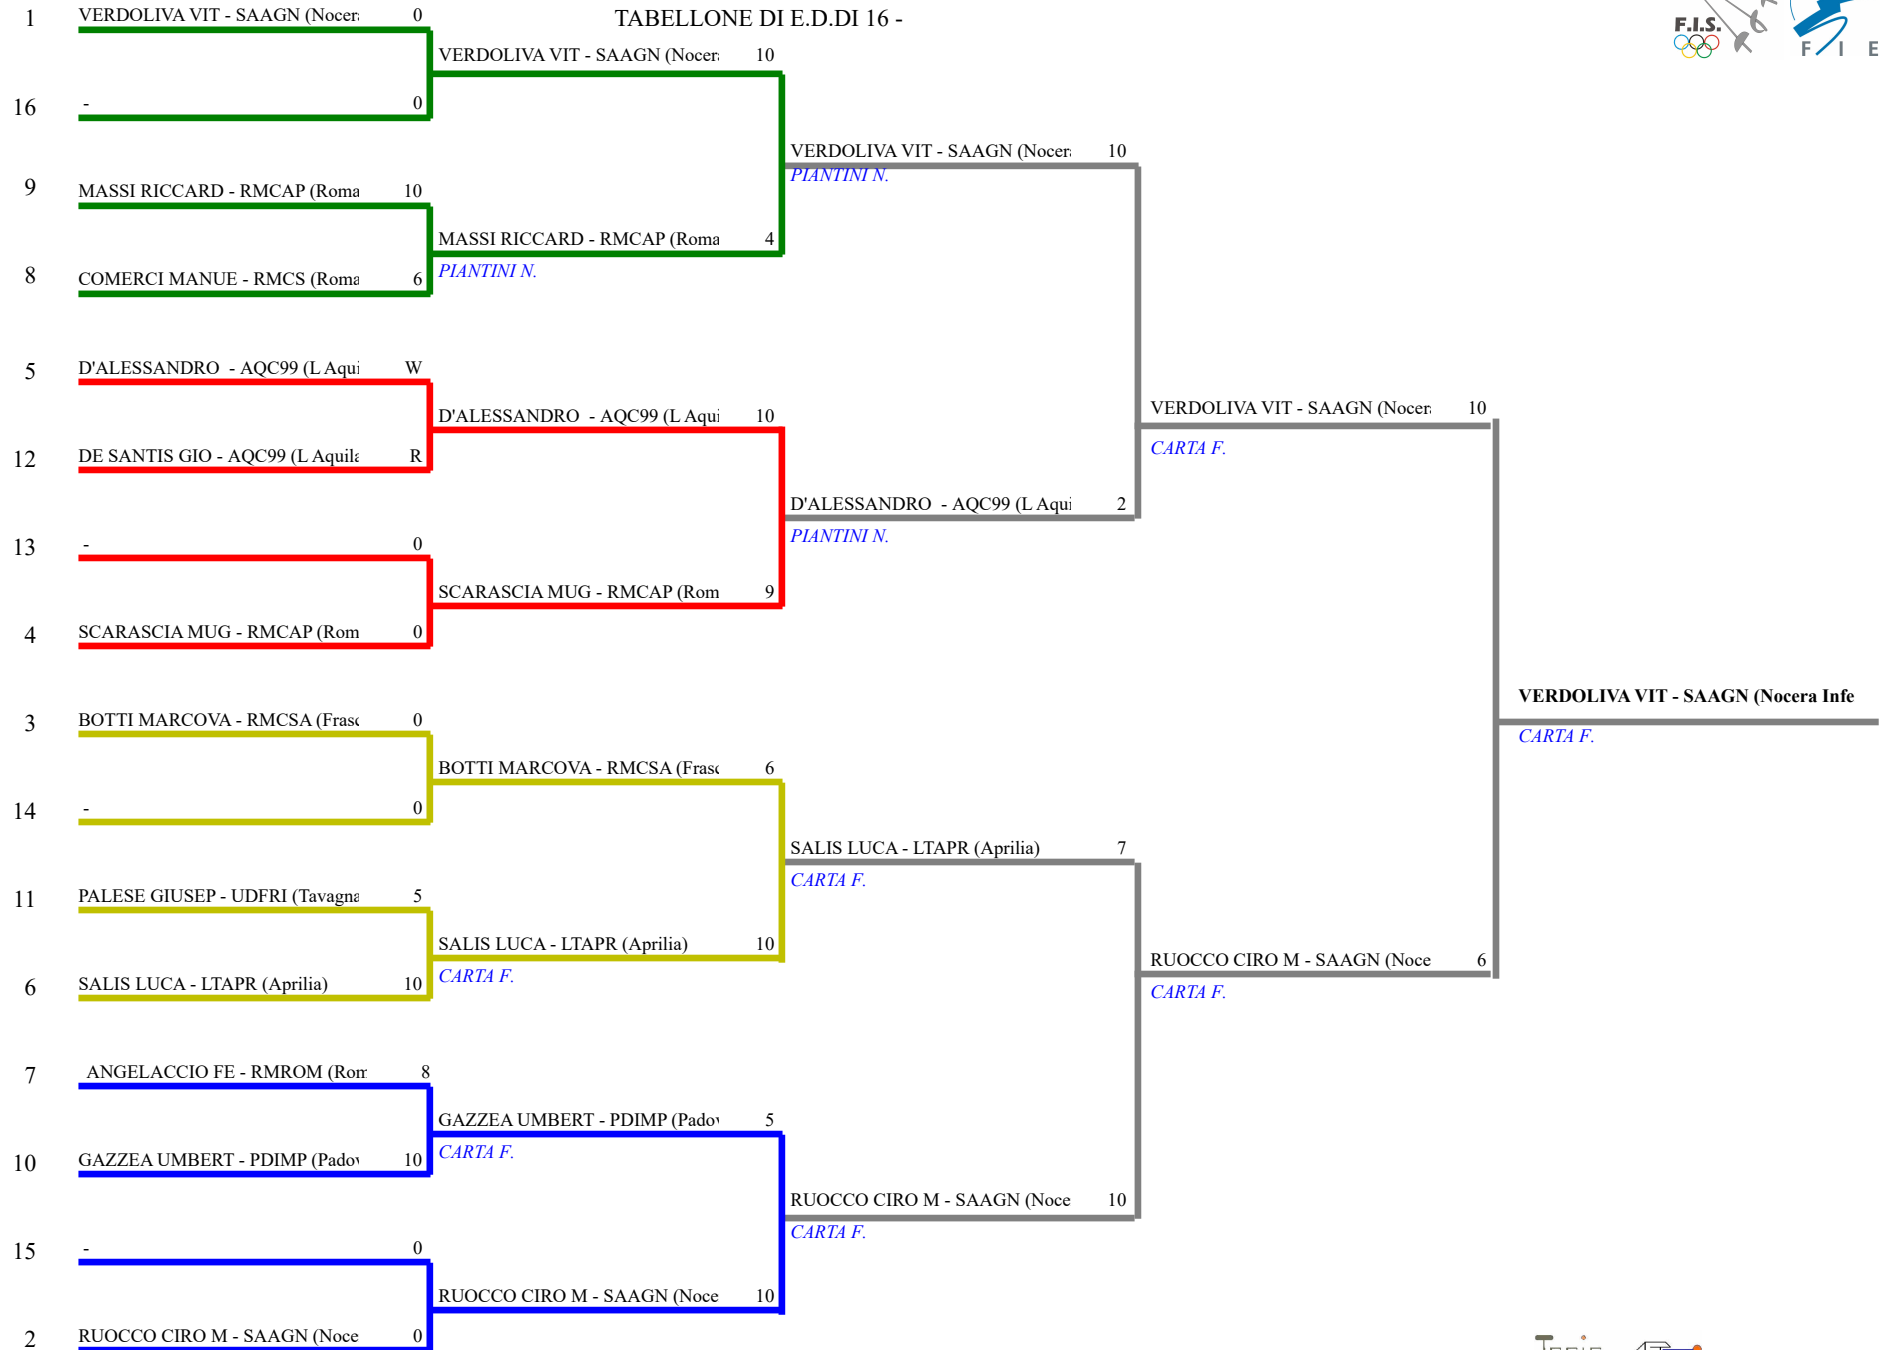 TABELLONE DI E.D.DI 16 -
F.I.S.
F I E
1 VERDOLIVA VIT - SAAGN (Nocer 0
VERDOLIVA VIT - SAAGN (Nocer 10
16 - 0
VERDOLIVA VIT - SAAGN (Nocer 10
PIANTINI N.
9 MASSI RICCARD - RMCAP (Roma 10
MASSI RICCARD - RMCAP (Roma 4
PIANTINI N.
8 COMERCI MANUE - RMCS (Roma 6
5 D'ALESSANDRO - AQC99 (L Aqui W
D'ALESSANDRO - AQC99 (L Aqui 10
VERDOLIVA VIT - SAAGN (Nocer 10
CARTA F.
12 DE SANTIS GIO - AQC99 (L Aquila R
D'ALESSANDRO - AQC99 (L Aqui 2
PIANTINI N.
13 - 0
SCARASCIA MUG - RMCAP (Rom 9
4 SCARASCIA MUG - RMCAP (Rom 0
VERDOLIVA VIT - SAAGN (Nocera Infe
CARTA F.
3 BOTTI MARCOVA - RMCSA (Frasc 0
BOTTI MARCOVA - RMCSA (Frasc 6
14 - 0
SALIS LUCA - LTAPR (Aprilia) 7
CARTA F.
11 PALESE GIUSEP - UDFRI (Tavagna 5
SALIS LUCA - LTAPR (Aprilia) 10
CARTA F.
RUOCCO CIRO M - SAAGN (Noce 6
CARTA F.
6 SALIS LUCA - LTAPR (Aprilia) 10
7 ANGELACCIO FE - RMROM (Rom 8
GAZZEA UMBERT - PDIMP (Padov 5
CARTA F.
10 GAZZEA UMBERT - PDIMP (Padov 10
RUOCCO CIRO M - SAAGN (Noce 10
CARTA F.
15 - 0
RUOCCO CIRO M - SAAGN (Noce 10
2 RUOCCO CIRO M - SAAGN (Noce 0